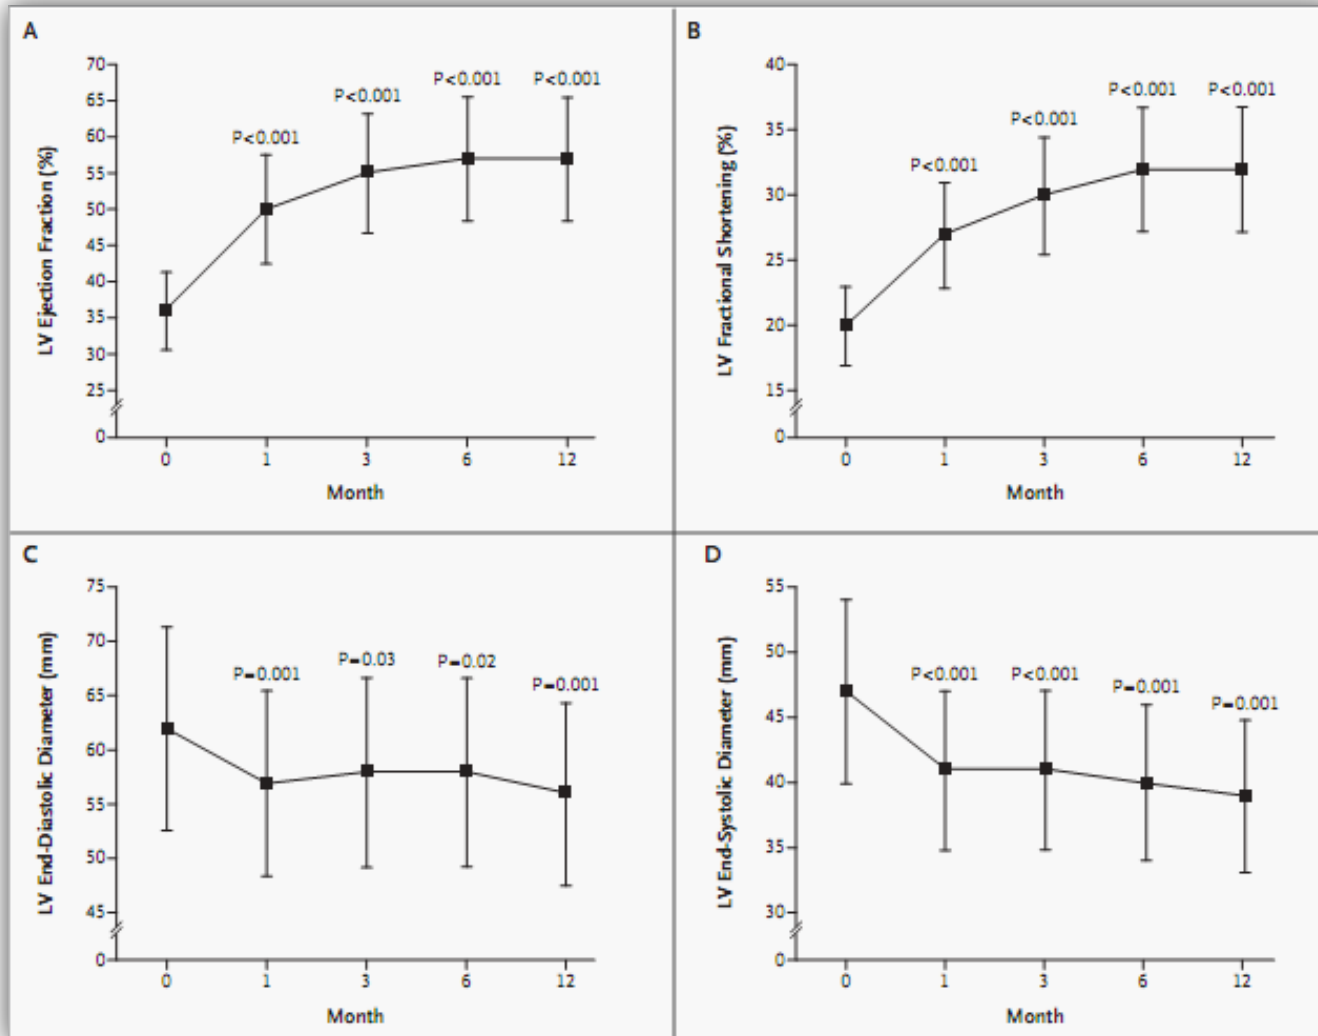 A
LV Ejection Fraction (%)
70
65
60
55
50
45
40
35
30
25
0
P<0.001
P<0.001
P<0.001
P<0.001
0 1 3 6 12
Month
B
LV Fractional Shortening (%)
40
35
30
25
20
15
0
P<0.001
P<0.001
P<0.001
P<0.001
0 1 3 6 12
Month
C
LV End-Diastolic Diameter (mm)
75
70
65
60
55
50
45
0
P=0.001
P=0.03
P=0.02
P=0.001
0 1 3 6 12
Month
D
LV End-Systolic Diameter (mm)
55
50
45
40
35
30
0
P<0.001
P<0.001
P=0.001
P=0.001
0 1 3 6 12
Month